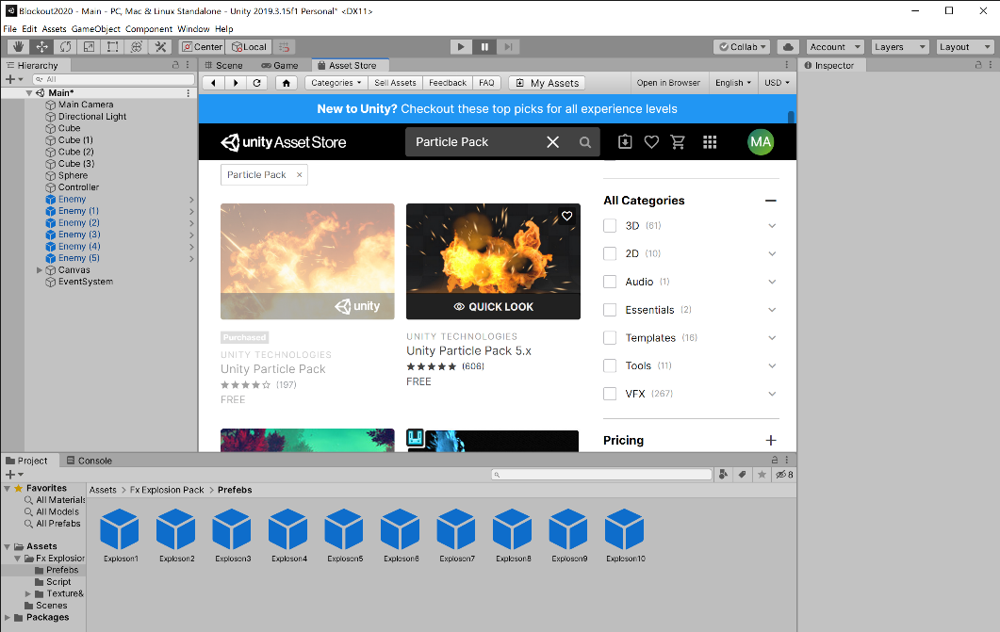 Blockout2020 - Main - PC, Mac & Linux Standalone - Unity 2019.3.15f1 Personal* <DX11>
File Edit Assets GameObject Component Window Help
Center Local Collab Account Layers Layout
Hierarchy
All
Main*
Main Camera
Directional Light
Cube
Cube (1)
Cube (2)
Cube (3)
Sphere
Controller
Enemy
Enemy (1)
Enemy (2)
Enemy (3)
Enemy (4)
Enemy (5)
Canvas
EventSystem
Scene Game Asset Store
Categories Sell Assets Feedback FAQ My Assets Open in Browser English USD
New to Unity? Checkout these top picks for all experience levels
unity Asset Store Particle Pack MA
Particle Pack ×
unity
Purchased
UNITY TECHNOLOGIES
Unity Particle Pack
(197)
FREE
QUICK LOOK
UNITY TECHNOLOGIES
Unity Particle Pack 5.x
(606)
FREE
All Categories
3D (61)
2D (10)
Audio (1)
Essentials (2)
Templates (16)
Tools (11)
VFX (267)
Pricing
Inspector
Project Console
8
Favorites
All Materials
All Models
All Prefabs
Assets
Fx Explosion
Prefebs
Script
Texture&
Scenes
Packages
Assets > Fx Explosion Pack > Prefebs
Exploson1 Exploson2 Exploson3 Exploson4 Exploson5 Exploson6 Exploson7 Exploson8 Exploson9 Exploson10